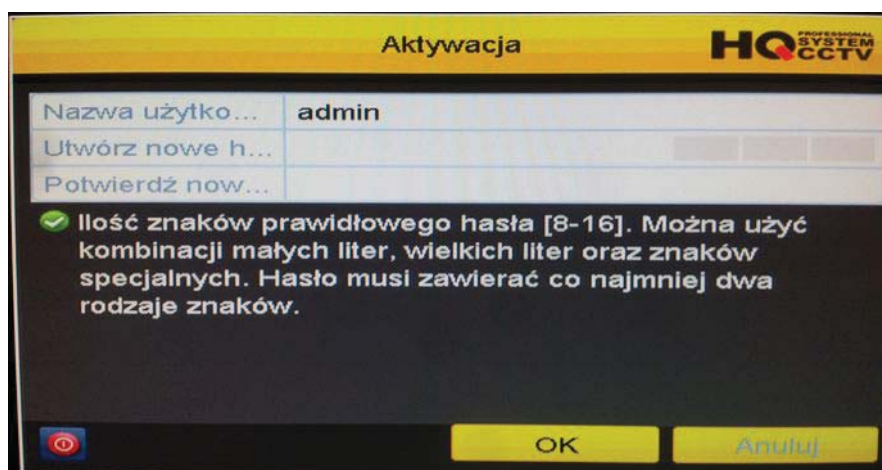 Aktywacja
HQ PROFESSIONAL SYSTEM CCTV
Nazwa użytko... admin
Utwórz nowe h...
Potwierdź now...
Ilość znaków prawidłowego hasła [8-16]. Można użyć
kombinacji małych liter, wielkich liter oraz znaków
specjalnych. Hasło musi zawierać co najmniej dwa
rodzaje znaków.
OK
Anuluj